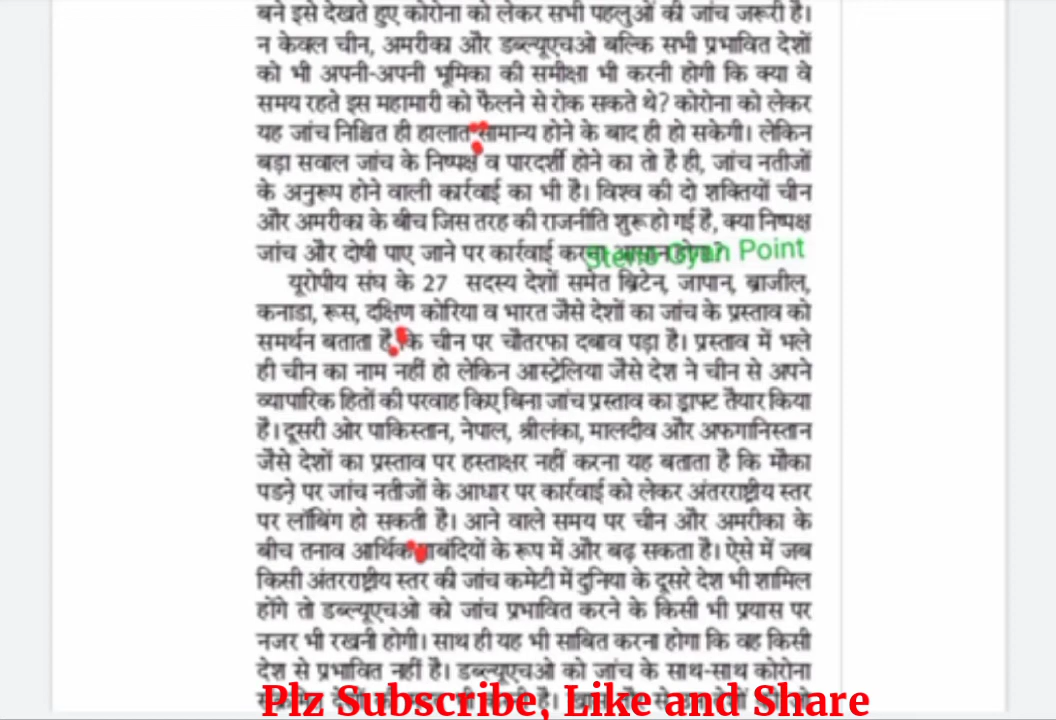 बने इसे देखते हुए कोरोना को लेकर सभी पहलुओं की जांच जरूरी है।
न केवल चीन, अमरीका और डब्ल्यूएचओ बल्कि सभी प्रभावित देशों
को भी अपनी-अपनी भूमिका की समीक्षा भी करनी होगी कि क्या वे
समय रहते इस महामारी को फैलने से रोक सकते थे? कोरोना को लेकर
यह जांच निश्चित ही हालात सामान्य होने के बाद ही हो सकेगी। लेकिन
बड़ा सवाल जांच के निष्पक्ष व पारदर्शी होने का तो है ही, जांच नतीजों
के अनुरूप होने वाली कार्रवाई का भी है। विश्व की दो शक्तियों चीन
और अमरीका के बीच जिस तरह की राजनीति शुरू हो गई है, क्या निष्पक्ष
जांच और दोषी पाए जाने पर कार्रवाई करना आसान होगा?
Steno Gyan Point
यूरोपीय संघ के 27 सदस्य देशों समेत ब्रिटेन, जापान, ब्राजील,
कनाडा, रूस, दक्षिण कोरिया व भारत जैसे देशों का जांच के प्रस्ताव को
समर्थन बताता है कि चीन पर चौतरफा दबाव पड़ा है। प्रस्ताव में भले
ही चीन का नाम नहीं हो लेकिन आस्ट्रेलिया जैसे देश ने चीन से अपने
व्यापारिक हितों की परवाह किए बिना जांच प्रस्ताव का ड्राफ्ट तैयार किया
है। दूसरी ओर पाकिस्तान, नेपाल, श्रीलंका, मालदीव और अफगानिस्तान
जैसे देशों का प्रस्ताव पर हस्ताक्षर नहीं करना यह बताता है कि मौका
पडऩे पर जांच नतीजों के आधार पर कार्रवाई को लेकर अंतरराष्ट्रीय स्तर
पर लॉबिंग हो सकती है। आने वाले समय पर चीन और अमरीका के
बीच तनाव आर्थिक पाबंदियों के रूप में और बढ़ सकता है। ऐसे में जब
किसी अंतरराष्ट्रीय स्तर की जांच कमेटी में दुनिया के दूसरे देश भी शामिल
होंगे तो डब्ल्यूएचओ को जांच प्रभावित करने के किसी भी प्रयास पर
नजर भी रखनी होगी। साथ ही यह भी साबित करना होगा कि वह किसी
देश से प्रभावित नहीं है। डब्ल्यूएचओ को जांच के साथ-साथ कोरोना
Plz Subscribe, Like and Share